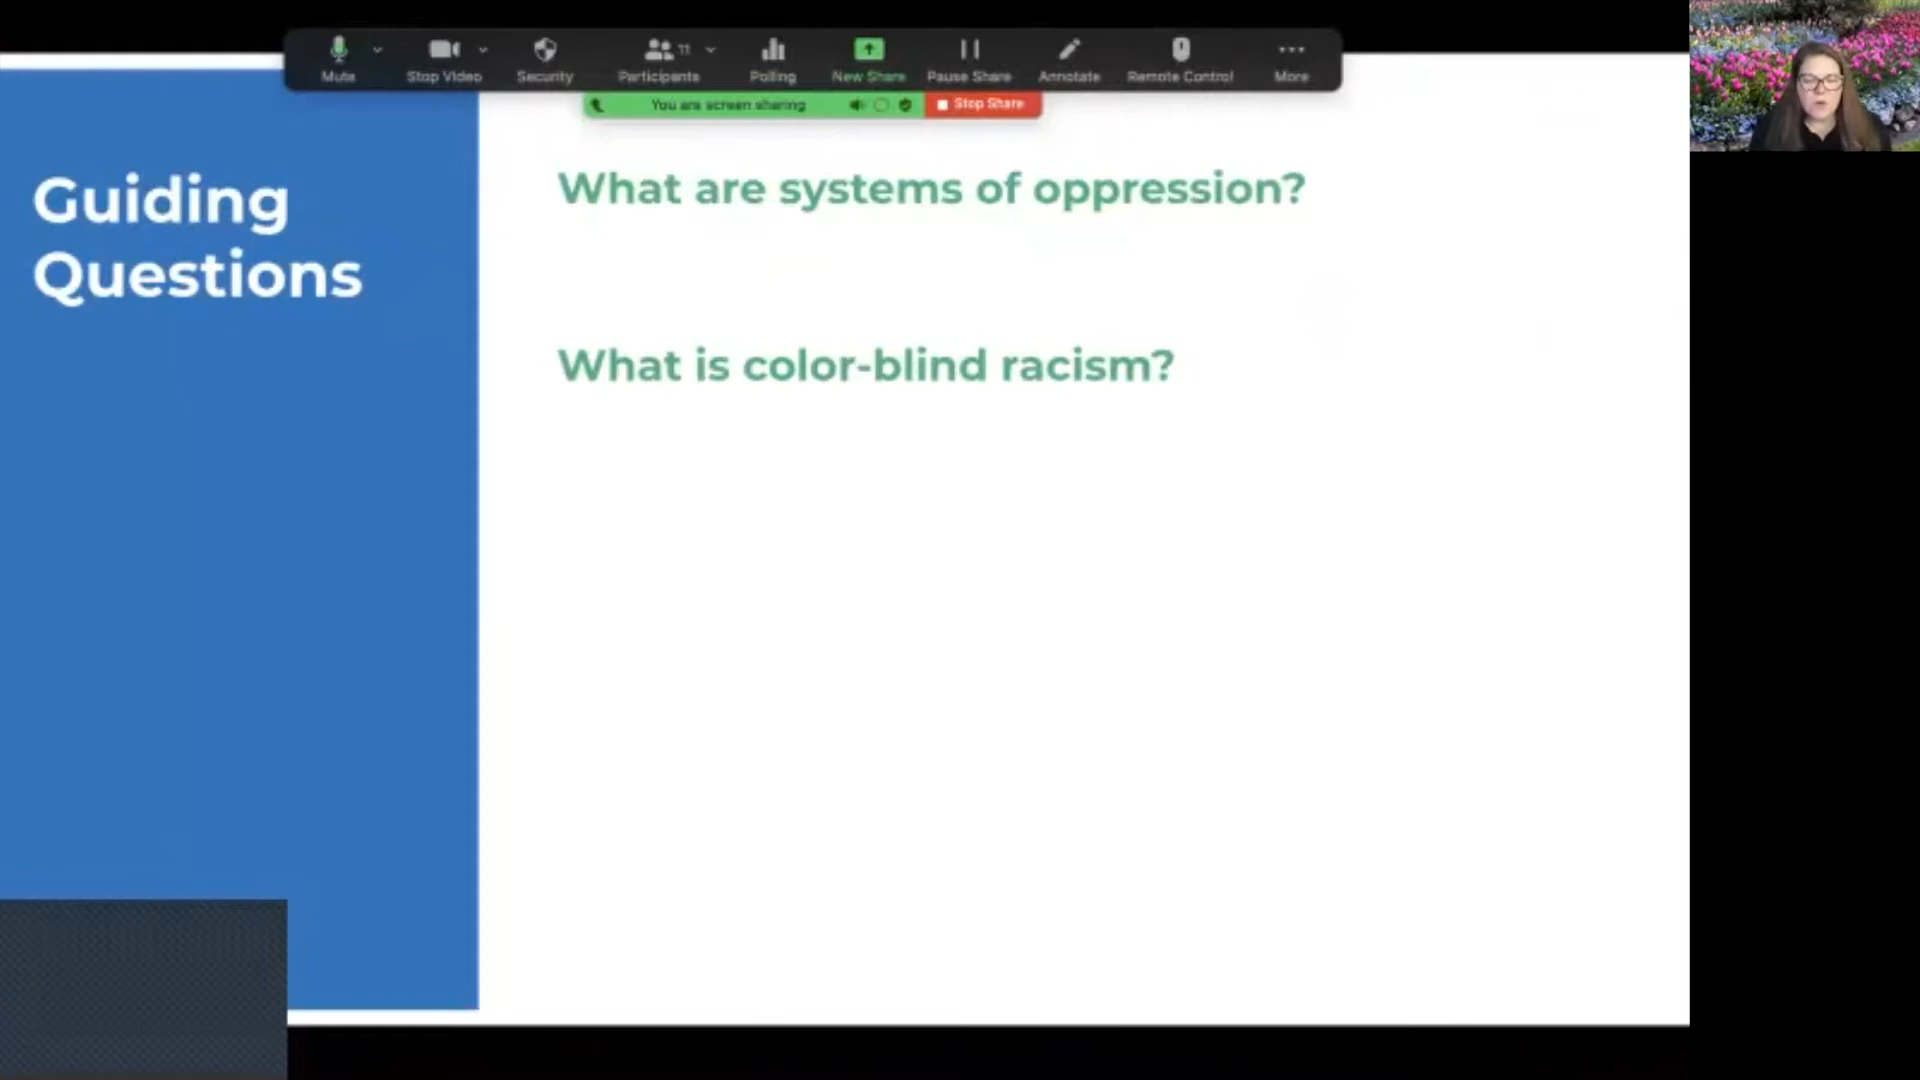 Mute
Stop Video
Security
11
Participants
Polling
New Share
Pause Share
Annotate
Remote Control
More
You are screen sharing
Stop Share
Guiding
Questions
What are systems of oppression?
What is color-blind racism?